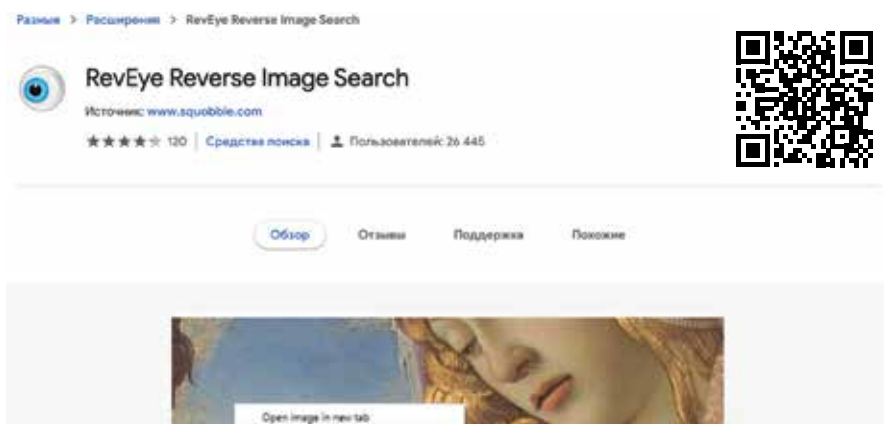 Разные > Расширения > RevEye Reverse Image Search
RevEye Reverse Image Search
Источник: www.squobble.com
★★★★☆ 120 | Средства поиска | Пользователей: 26 445
Обзор Отзывы Поддержка Похожие
Open image in new tab